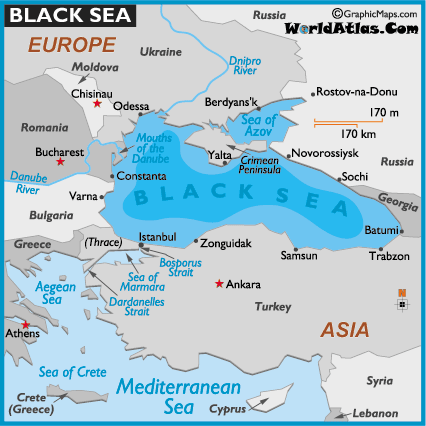 BLACK SEA
© GraphicMaps.com
WorldAtlas.Com
EUROPE
Russia
Ukraine
Moldova
Dnipro
River
Chisinau
Odessa
Berdyans'k
Rostov-na-Donu
Sea of
Azov
170 m
170 km
Romania
Bucharest
Mouths
of the
Danube
Yalta
Crimean
Peninsula
Novorossiysk
Russia
Danube
River
Constanta
Sochi
Varna
BLACK SEA
Georgia
Bulgaria
Batumi
Greece
(Thrace)
Istanbul
Zonguidak
Samsun
Trabzon
Bosporus
Strait
Sea of
Marmara
Aegean
Sea
Dardanelles
Strait
Ankara
N
Turkey
Athens
ASIA
Sea of Crete
Mediterranean
Sea
Syria
Crete
(Greece)
Cyprus
Lebanon